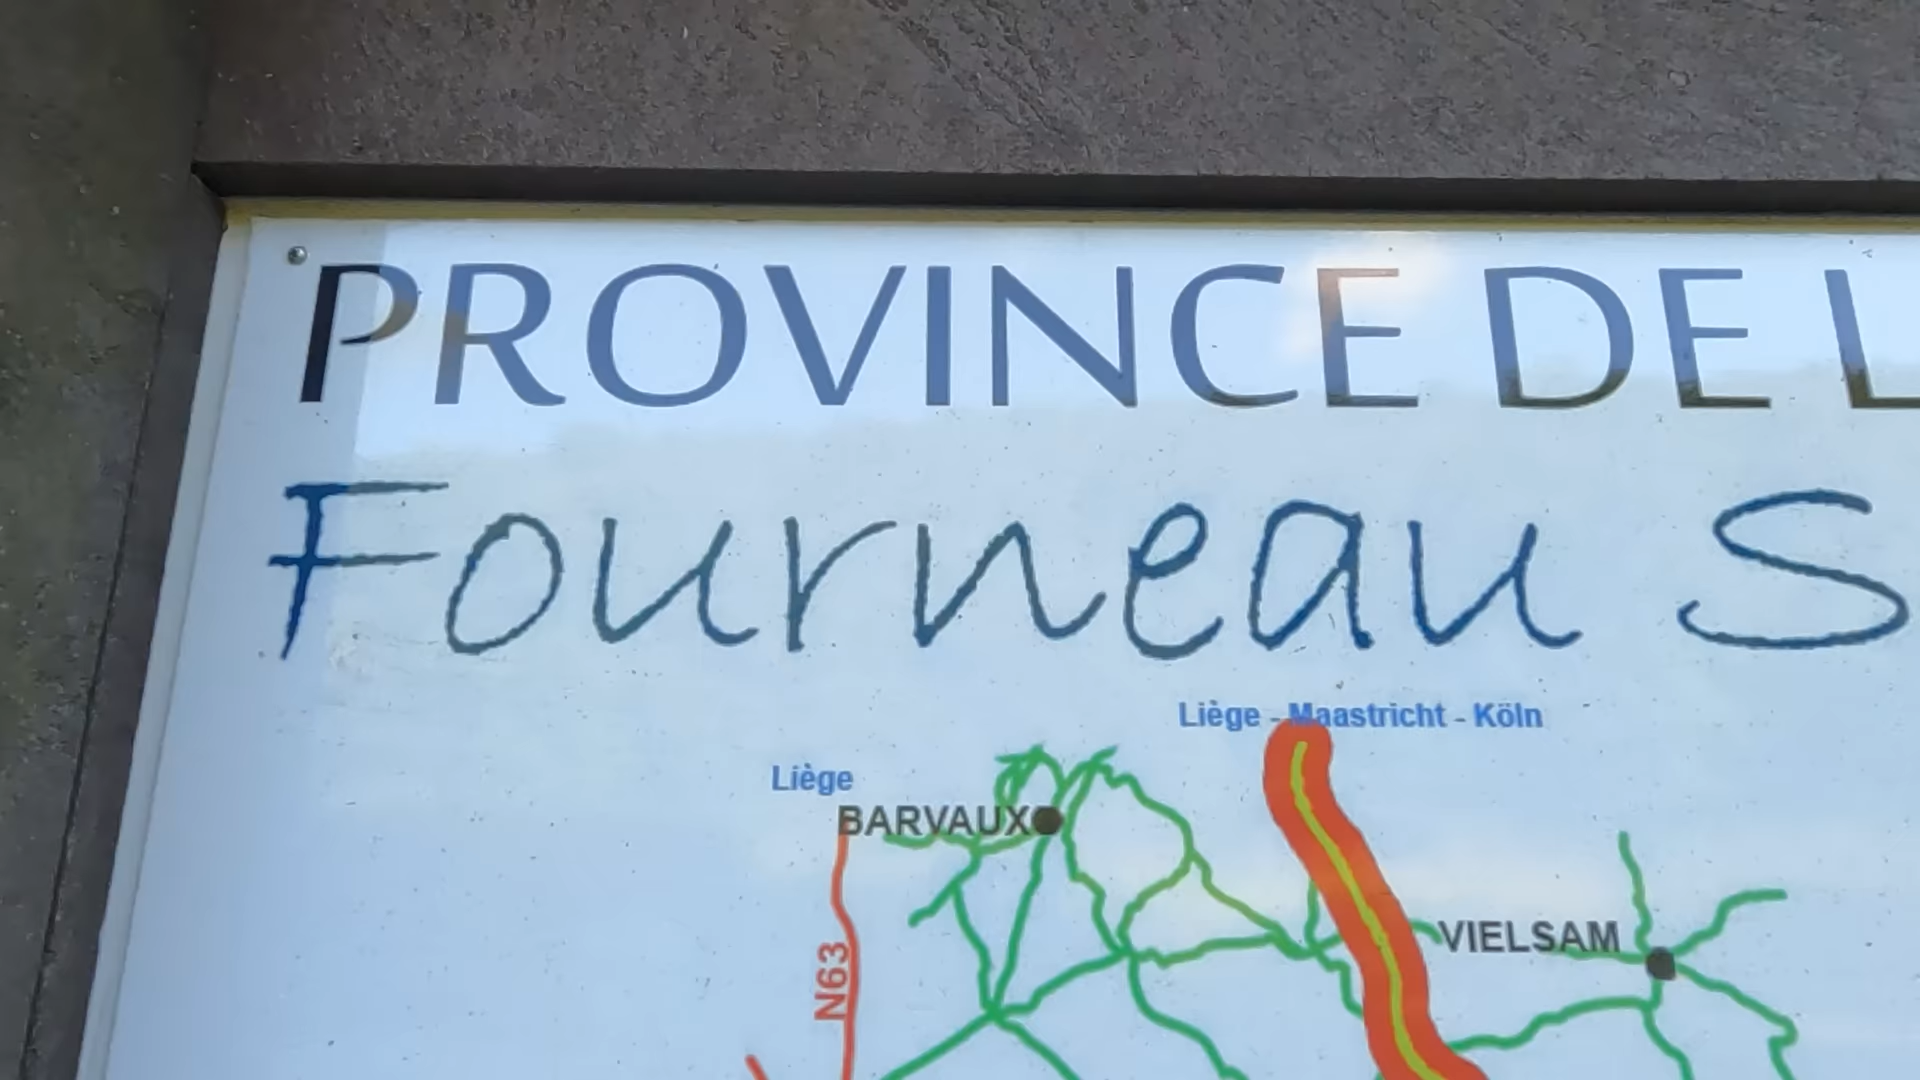 PROVINCE DE L
Fourneau S
Liège - Maastricht - Köln
Liège
BARVAUX
VIELSAM
N63